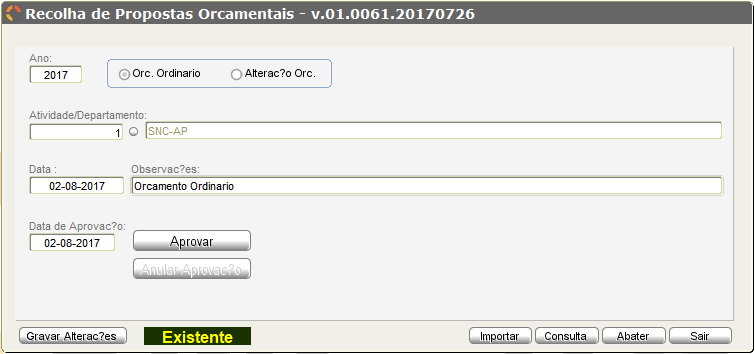 Recolha de Propostas Orcamentais - v.01.0061.20170726
Ano:
2017 Orc. Ordinario Alterac?o Orc.
Atividade/Departamento:
1 SNC-AP
Data : Observac?es:
02-08-2017 Orcamento Ordinario
Data de Aprovac?o:
02-08-2017 Aprovar
Anular Aprovac?o
Gravar Alterac?es Existente Importar Consulta Abater Sair